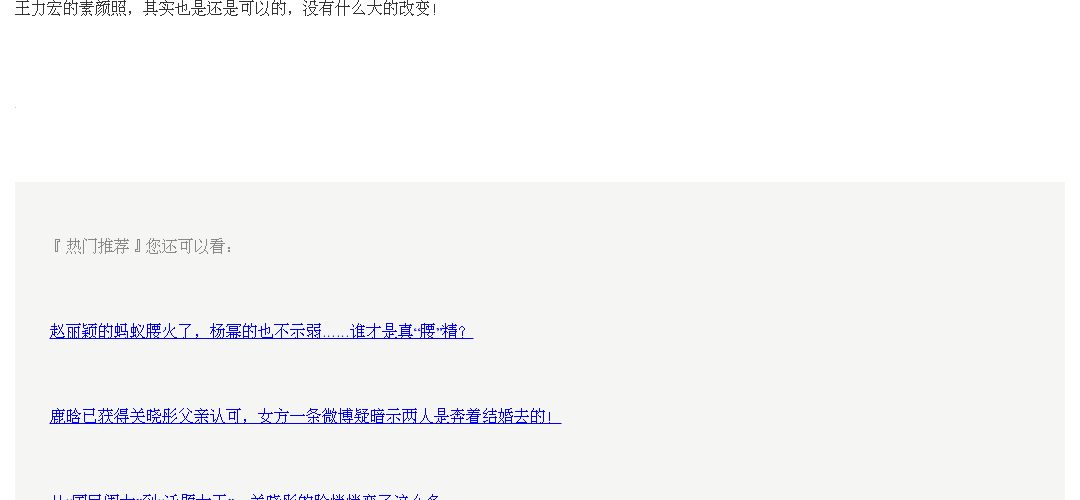 王力宏的素颜照，其实也是还是可以的，没有什么大的改变！
『 热门推荐 』您还可以看：
赵丽颖的蚂蚁腰火了，杨幂的也不示弱……谁才是真“腰”精？
鹿晗已获得关晓彤父亲认可，女方一条微博疑暗示两人是奔着结婚去的！